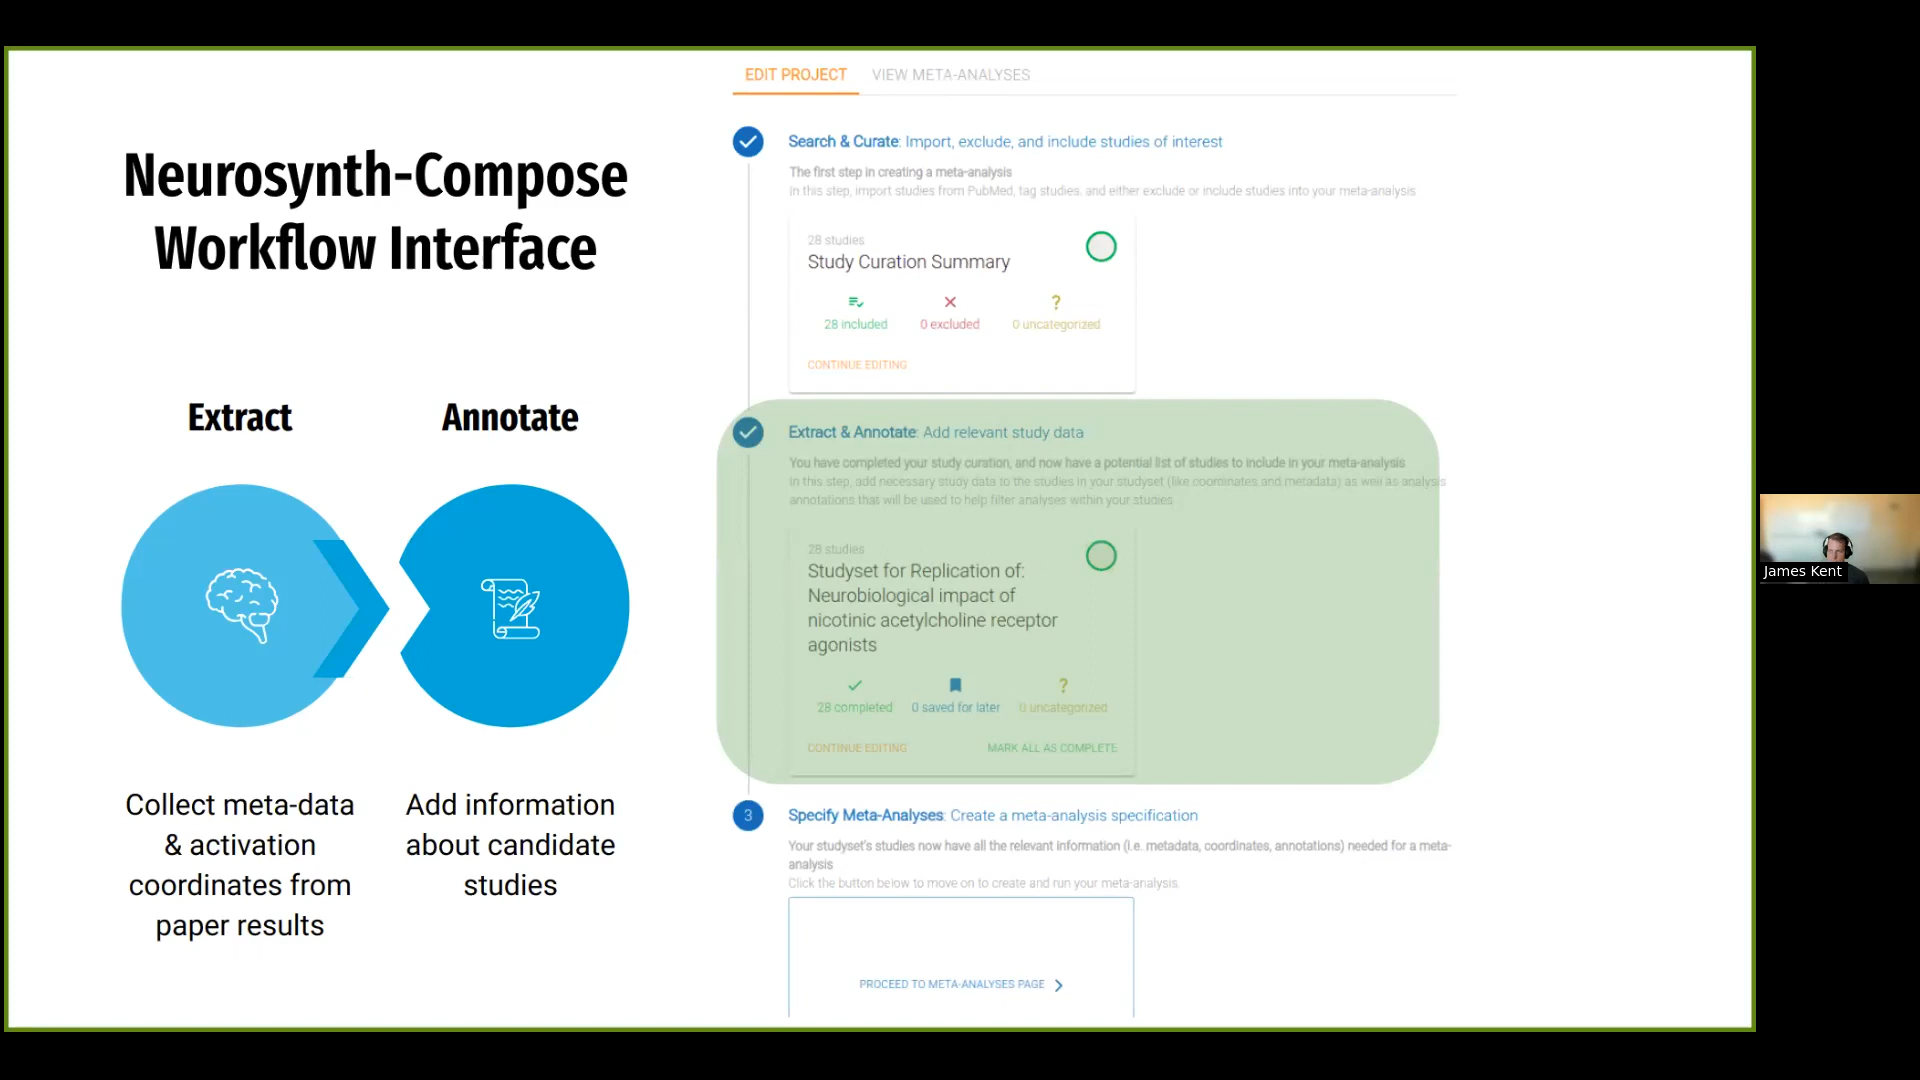 Neurosynth-Compose
Workflow Interface
Extract
Annotate
Collect meta-data
& activation
coordinates from
paper results
Add information
about candidate
studies
EDIT PROJECT
VIEW META-ANALYSES
Search & Curate: Import, exclude, and include studies of interest
The first step in creating a meta-analysis
In this step, import studies from PubMed, tag studies, and either exclude or include studies into your meta-analysis
28 studies
Study Curation Summary
28 included
0 excluded
? 
0 uncategorized
CONTINUE EDITING
Extract & Annotate: Add relevant study data
You have completed your study curation, and now have a potential list of studies to include in your meta-analysis
In this step, add necessary study data to the studies in your studyset (like coordinates and metadata) as well as analysis
annotations that will be used to help filter analyses within your studies
28 studies
Studyset for Replication of:
Neurobiological impact of
nicotinic acetylcholine receptor
agonists
28 completed
0 saved for later
?
0 uncategorized
CONTINUE EDITING
MARK ALL AS COMPLETE
3
Specify Meta-Analyses: Create a meta-analysis specification
Your studyset's studies now have all the relevant information (i.e. metadata, coordinates, annotations) needed for a meta-
analysis
Click the button below to move on to create and run your meta-analysis.
PROCEED TO META-ANALYSES PAGE
James Kent